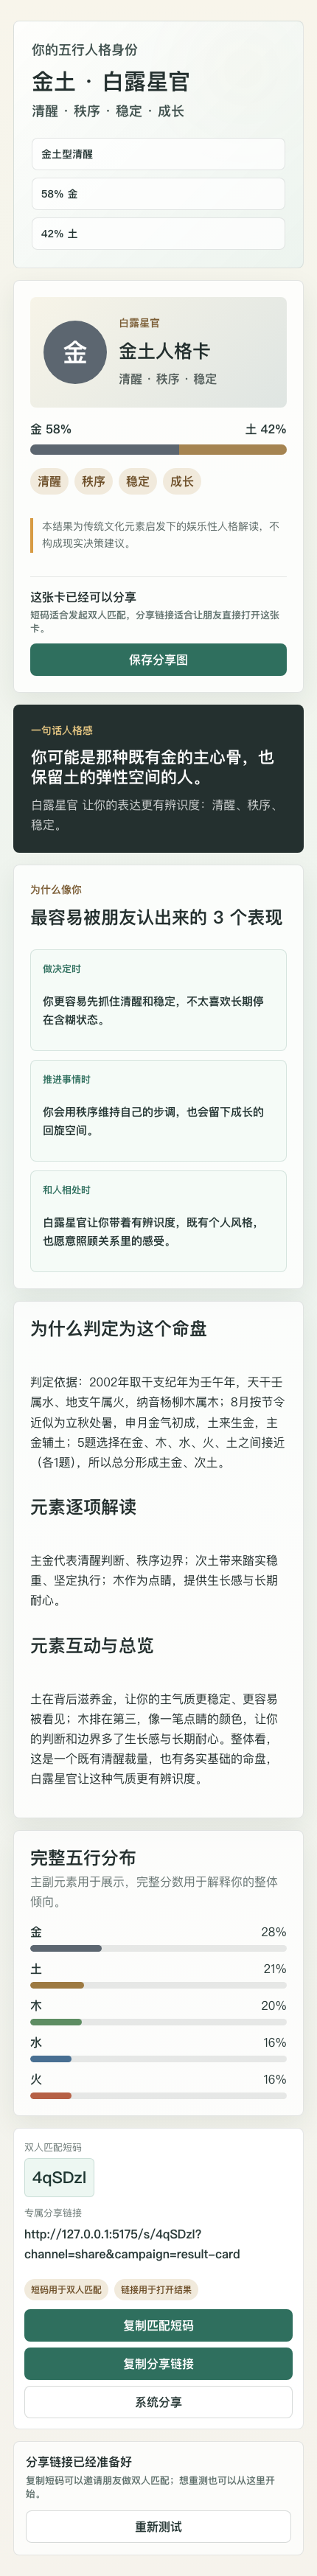 你的五行人格身份
金土 · 白露星官
清醒 · 秩序 · 稳定 · 成长
金土型清醒
58% 金
42% 土
金
白露星官
金土人格卡
清醒 · 秩序 · 稳定
金 58%
土 42%
清醒 秩序 稳定 成长
本结果为传统文化元素启发下的娱乐性人格解读，不
构成现实决策建议。
这张卡已经可以分享
短码适合发起双人匹配，分享链接适合让朋友直接打开这张
卡。
保存分享图
一句话人格感
你可能是那种既有金的主心骨，也
保留土的弹性空间的人。
白露星官 让你的表达更有辨识度：清醒、秩序、
稳定。
为什么像你
最容易被朋友认出来的 3 个表现
做决定时
你更容易先抓住清醒和稳定，不太喜欢长期停
在含糊状态。
推进事情时
你会用秩序维持自己的步调，也会留下成长的
回旋空间。
和人相处时
白露星官让你带着有辨识度，既有个人风格，
也愿意照顾关系里的感受。
为什么判定为这个命盘
判定依据：2002年取干支纪年为壬午年，天干壬
属水、地支午属火，纳音杨柳木属木；8月按节令
近似为立秋处暑，申月金气初成，土来生金，主
金辅土；5题选择在金、木、水、火、土之间接近
（各1题），所以总分形成主金、次土。
元素逐项解读
主金代表清醒判断、秩序边界；次土带来踏实稳
重、坚定执行；木作为点睛，提供生长感与长期
耐心。
元素互动与总览
土在背后滋养金，让你的主气质更稳定、更容易
被看见；木排在第三，像一笔点睛的颜色，让你
的判断和边界多了生长感与长期耐心。整体看，
这是一个既有清醒裁量，也有务实基础的命盘，
白露星官让这种气质更有辨识度。
完整五行分布
主副元素用于展示，完整分数用于解释你的整体
倾向。
金 28%
土 21%
木 20%
水 16%
火 16%
双人匹配短码
4qSDzI
专属分享链接
http://127.0.0.1:5175/s/4qSDzI?
channel=share&campaign=result-card
短码用于双人匹配 链接用于打开结果
复制匹配短码
复制分享链接
系统分享
分享链接已经准备好
复制短码可以邀请朋友做双人匹配；想重测也可以从这里开
始。
重新测试